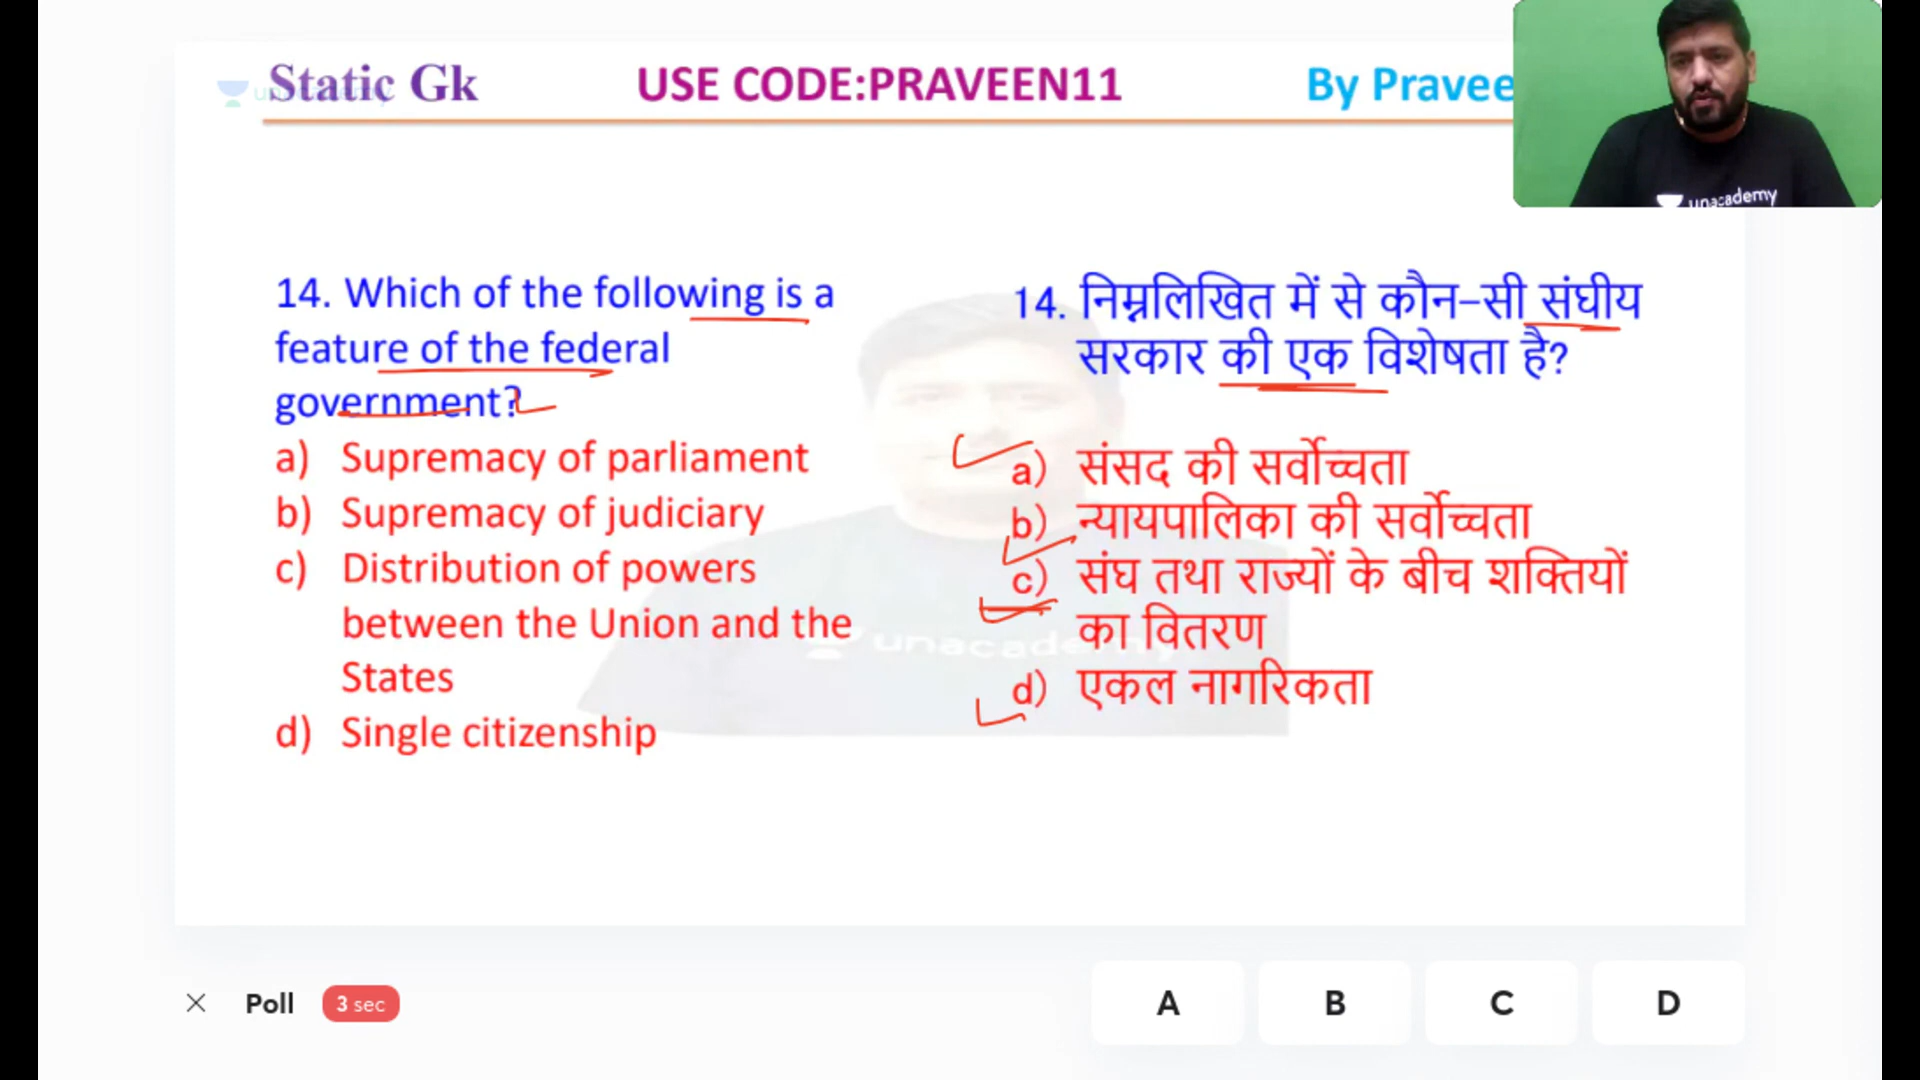 Static Gk
USE CODE:PRAVEEN11
By Pravee
unacademy
14. Which of the following is a
feature of the federal
government?
a) Supremacy of parliament
b) Supremacy of judiciary
c) Distribution of powers
between the Union and the
States
d) Single citizenship
14. निम्नलिखित में से कौन–सी संघीय
सरकार की एक विशेषता है?
a) संसद की सर्वोच्चता
b) न्यायपालिका की सर्वोच्चता
c) संघ तथा राज्यों के बीच शक्तियों
का वितरण
d) एकल नागरिकता
unacademy
Poll
3 sec
A
B
C
D